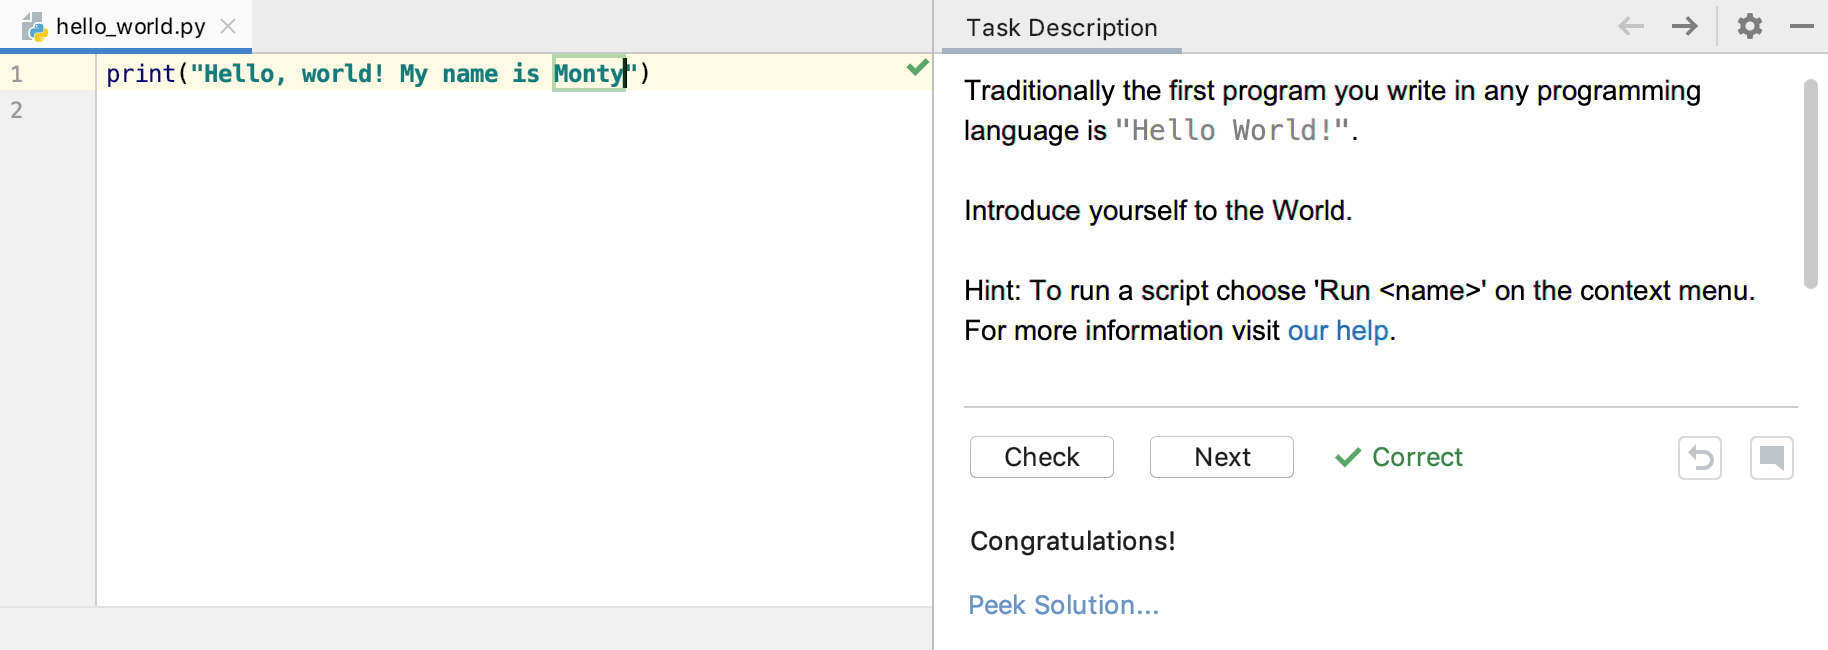 hello_world.py
1 print("Hello, world! My name is Monty")
2
Task Description
Traditionally the first program you write in any programming
language is "Hello World!".
Introduce yourself to the World.
Hint: To run a script choose 'Run <name>' on the context menu.
For more information visit our help.
Check Next Correct
Congratulations!
Peek Solution...